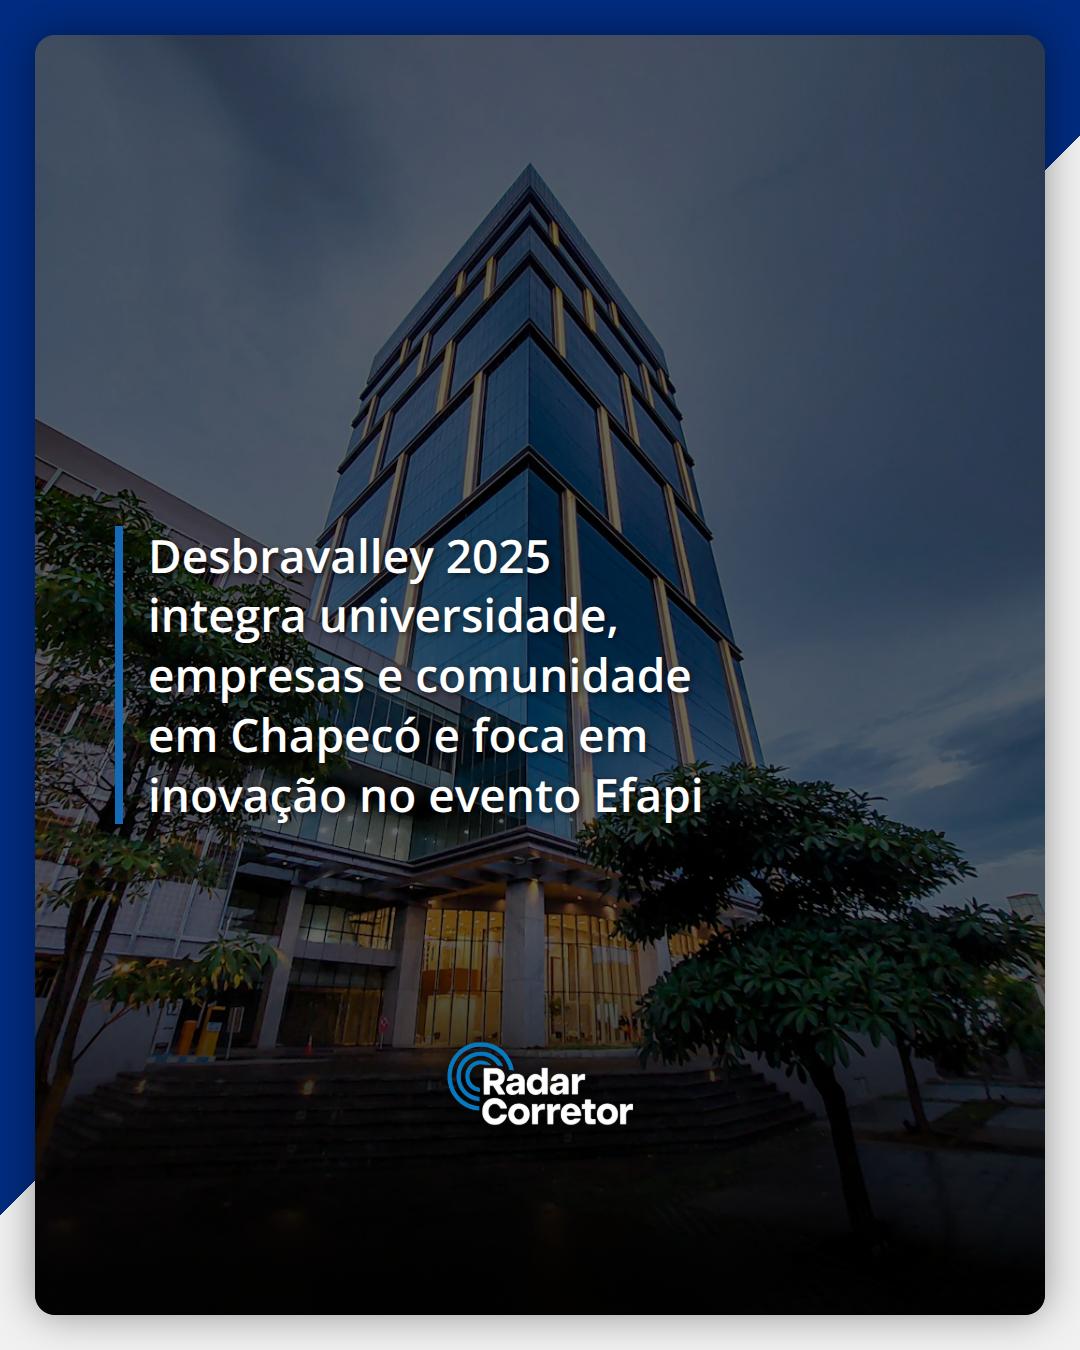 Desbravalley 2025
integra universidade,
empresas e comunidade
em Chapecó e foca em
inovação no evento Efapi
Radar
Corretor